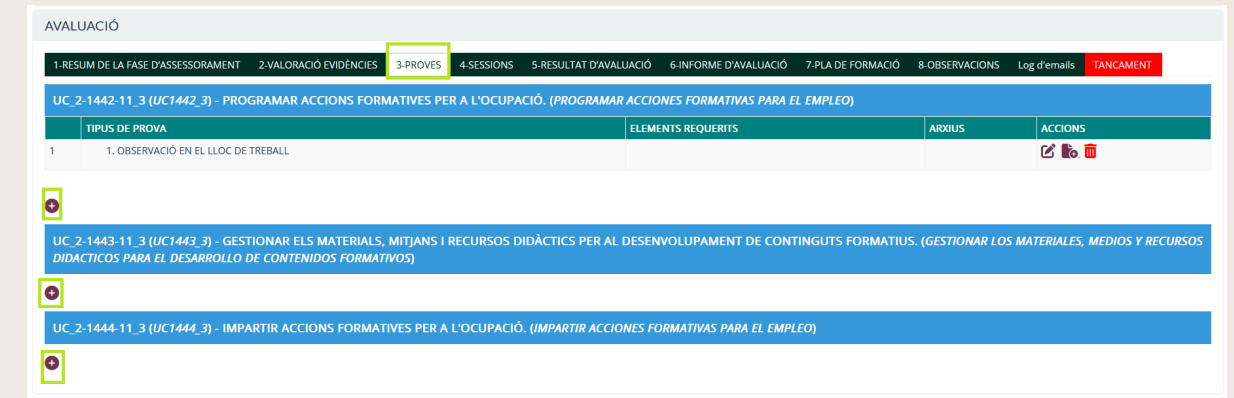 AVALUACIÓ
1-RESUM DE LA FASE D'ASSESSORAMENT 2-VALORACIÓ EVIDÈNCIES 3-PROVES 4-SESSIONS 5-RESULTAT D'AVALUACIÓ 6-INFORME D'AVALUACIÓ 7-PLA DE FORMACIÓ 8-OBSERVACIONS Log d'emails TANCAMENT
UC_2-1442-11_3 (UC1442_3) - PROGRAMAR ACCIONS FORMATIVES PER A L'OCUPACIÓ. (PROGRAMAR ACCIONES FORMATIVAS PARA EL EMPLEO)
TIPUS DE PROVA ELEMENTS REQUERITS ARXIUS ACCIONS
1 1. OBSERVACIÓ EN EL LLOC DE TREBALL
UC_2-1443-11_3 (UC1443_3) - GESTIONAR ELS MATERIALS, MITJANS I RECURSOS DIDÀCTICS PER AL DESENVOLUPAMENT DE CONTINGUTS FORMATIUS. (GESTIONAR LOS MATERIALES, MEDIOS Y RECURSOS
DIDACTICOS PARA EL DESARROLLO DE CONTENIDOS FORMATIVOS)
UC_2-1444-11_3 (UC1444_3) - IMPARTIR ACCIONS FORMATIVES PER A L'OCUPACIÓ. (IMPARTIR ACCIONES FORMATIVAS PARA EL EMPLEO)